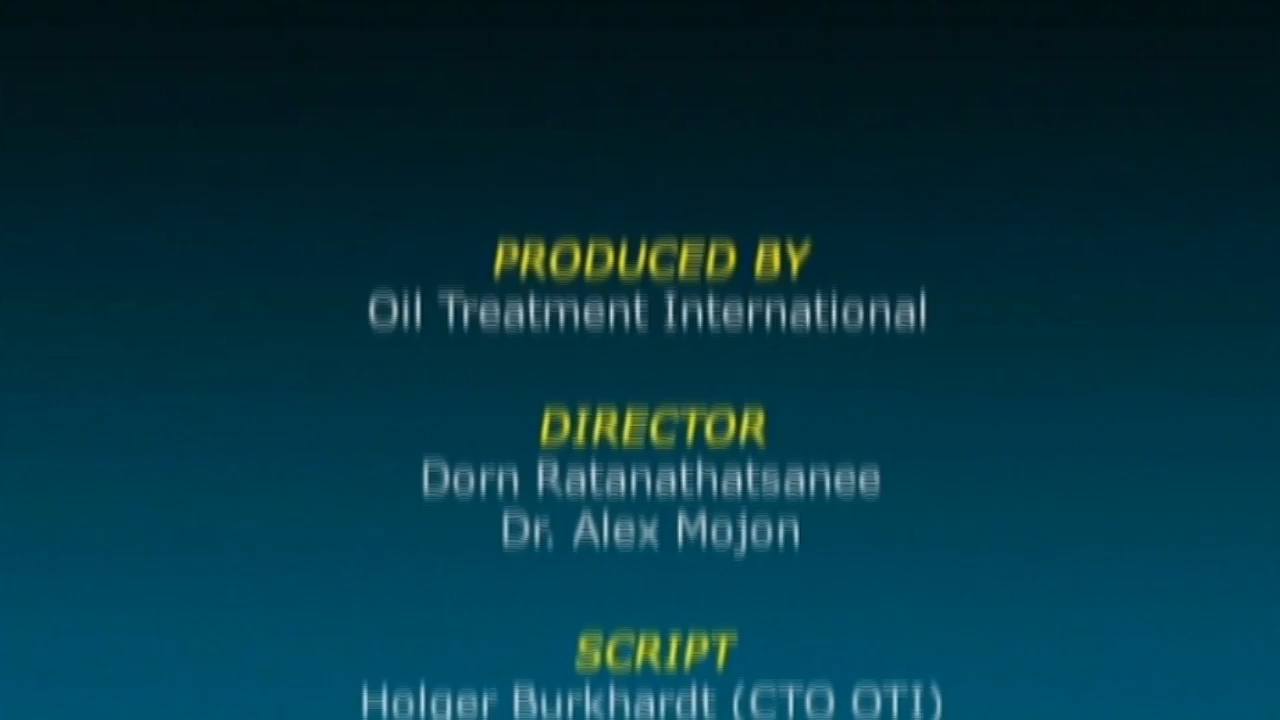 PRODUCED BY
Oil Treatment International
DIRECTOR
Dorn Ratanathatsanee
Dr. Alex Mojon
SCRIPT
Holger Burkhardt (CTO OTI)